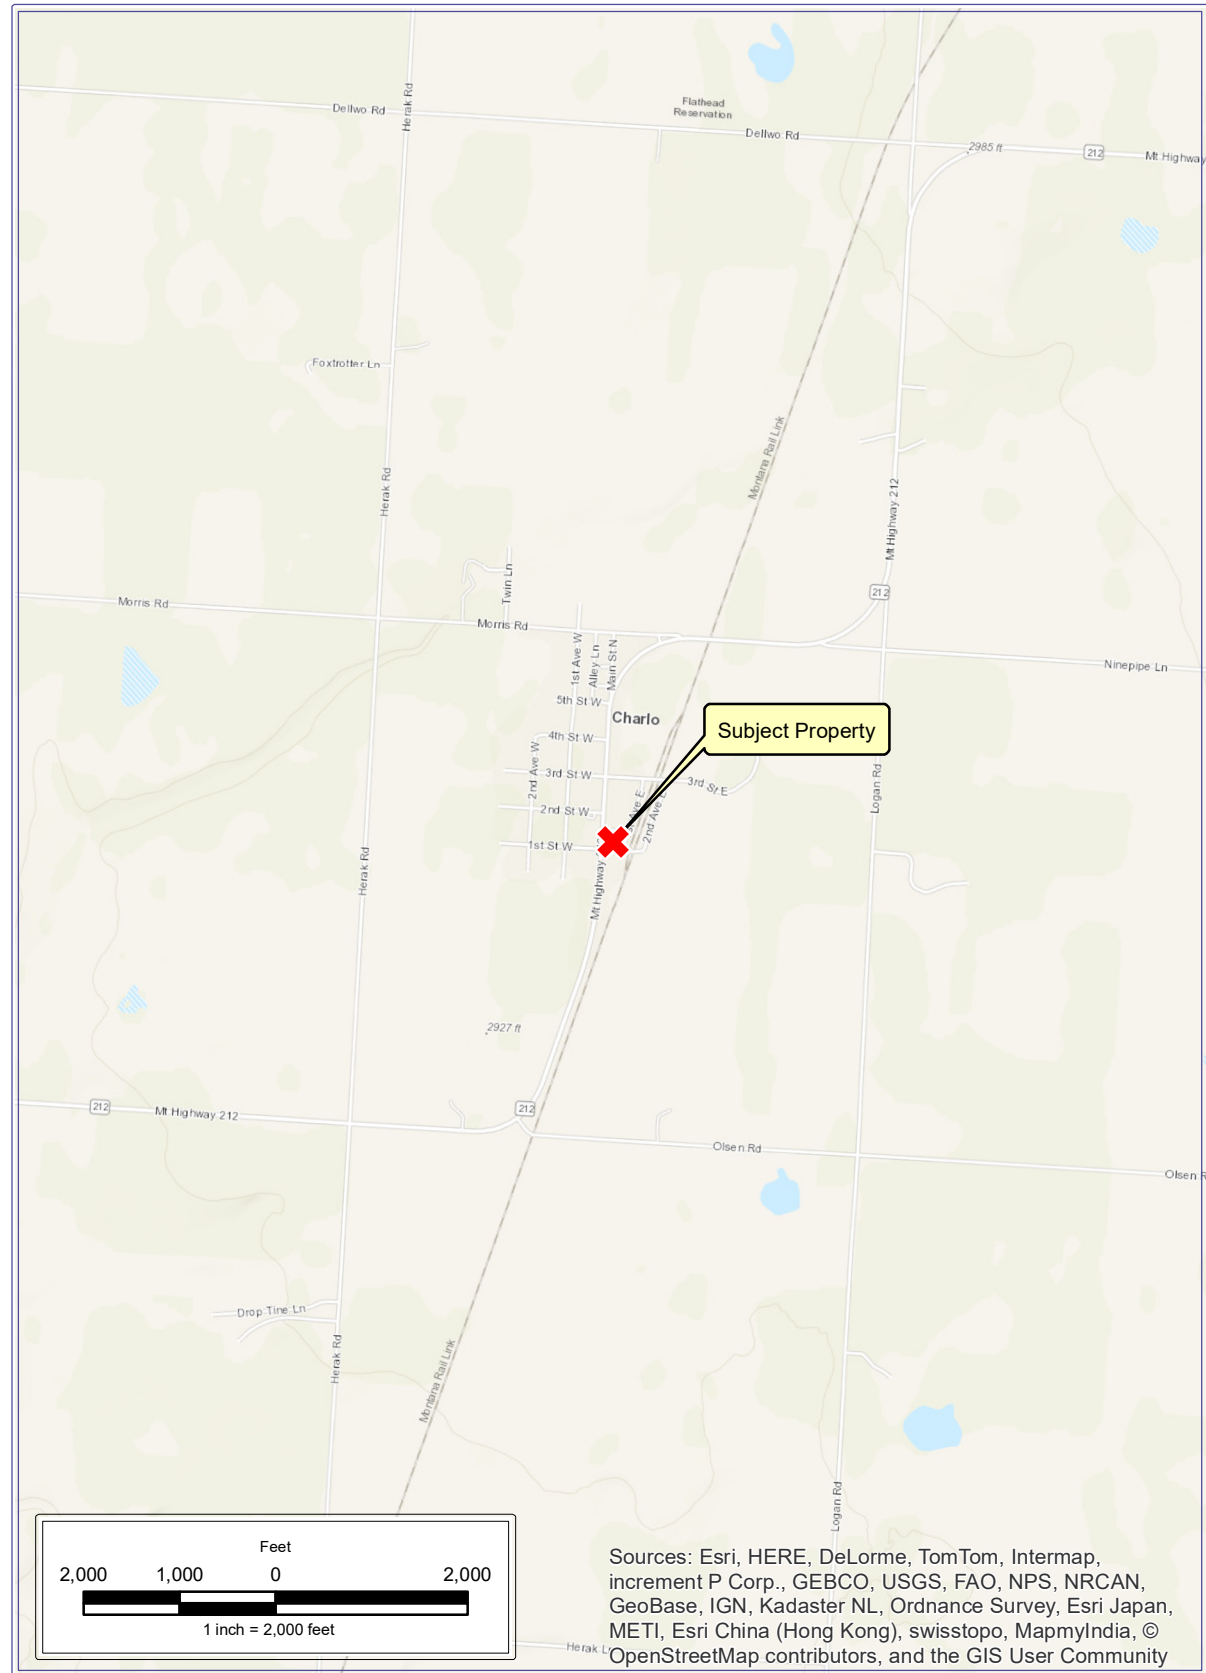 Herak Rd
Dellwo Rd
Flathead
Reservation
Dellwo Rd
2985 ft
212
Mt Highway
Foxtrotter Ln
Montana Rail Link
Herak Rd
Mt Highway 212
Twin Ln
212
Morris Rd
Morris Rd
1st Ave W
Alley Ln
Main St N
Ninepipe Ln
5th St W
Charlo
Subject Property
4th St W
2nd Ave W
3rd St W
3rd St E
Logan Rd
2nd St W
Ave E
2nd Ave E
1st St W
Herak Rd
Mt Highway
2927 ft
212
Mt Highway 212
212
Olsen Rd
Olsen R
Drop Tine Ln
Herak Rd
Montana Rail Link
Logan Rd
Feet
2,000 1,000 0 2,000
1 inch = 2,000 feet
Herak L
Sources: Esri, HERE, DeLorme, TomTom, Intermap,
increment P Corp., GEBCO, USGS, FAO, NPS, NRCAN,
GeoBase, IGN, Kadaster NL, Ordnance Survey, Esri Japan,
METI, Esri China (Hong Kong), swisstopo, MapmyIndia, ©
OpenStreetMap contributors, and the GIS User Community